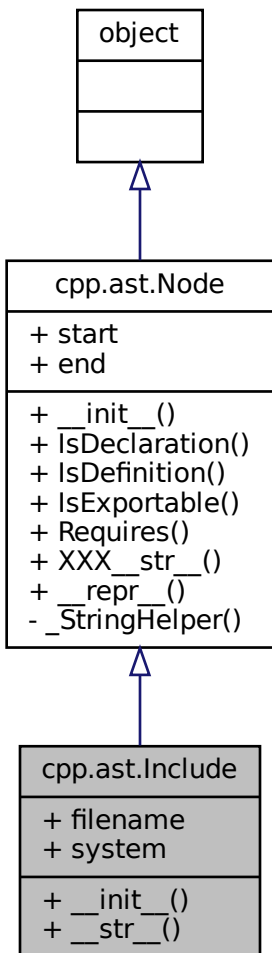 object
cpp.ast.Node
+ start
+ end
+ __init__()
+ IsDeclaration()
+ IsDefinition()
+ IsExportable()
+ Requires()
+ XXX__str__()
+ __repr__()
- _StringHelper()
cpp.ast.Include
+ filename
+ system
+ __init__()
+ __str__()